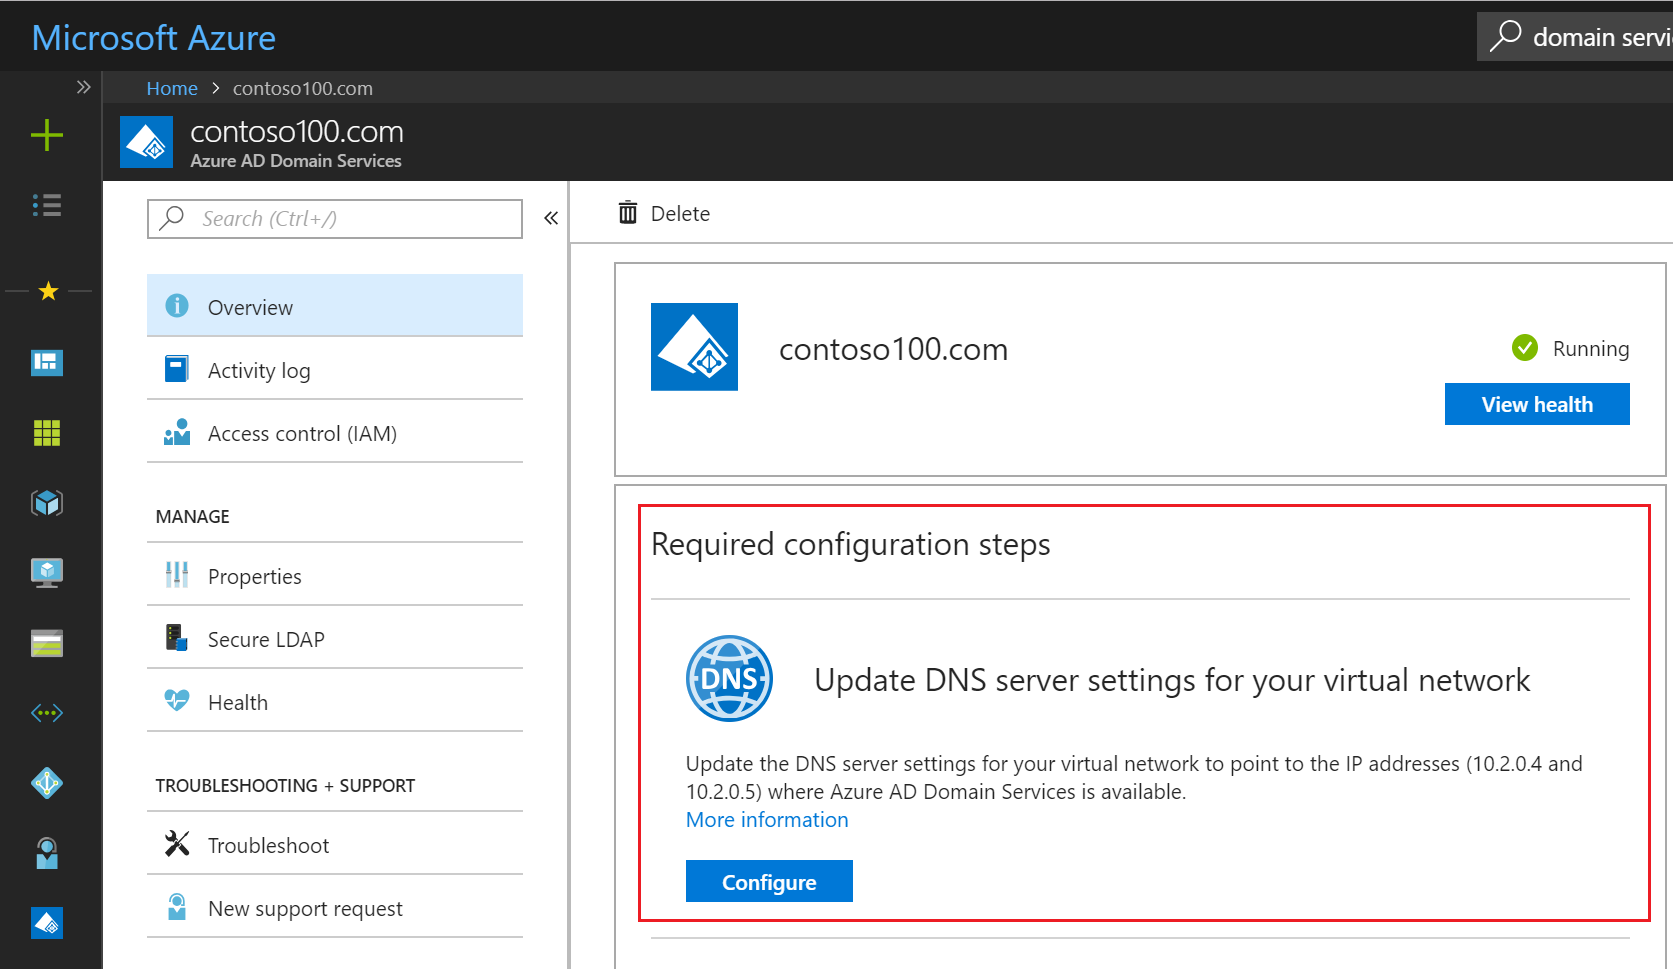 Microsoft Azure
domain servi
Home > contoso100.com
contoso100.com
Azure AD Domain Services
Search (Ctrl+/)
Overview
Activity log
Access control (IAM)
MANAGE
Properties
Secure LDAP
Health
TROUBLESHOOTING + SUPPORT
Troubleshoot
New support request
Delete
contoso100.com
Running
View health
Required configuration steps
DNS
Update DNS server settings for your virtual network
Update the DNS server settings for your virtual network to point to the IP addresses (10.2.0.4 and
10.2.0.5) where Azure AD Domain Services is available.
More information
Configure